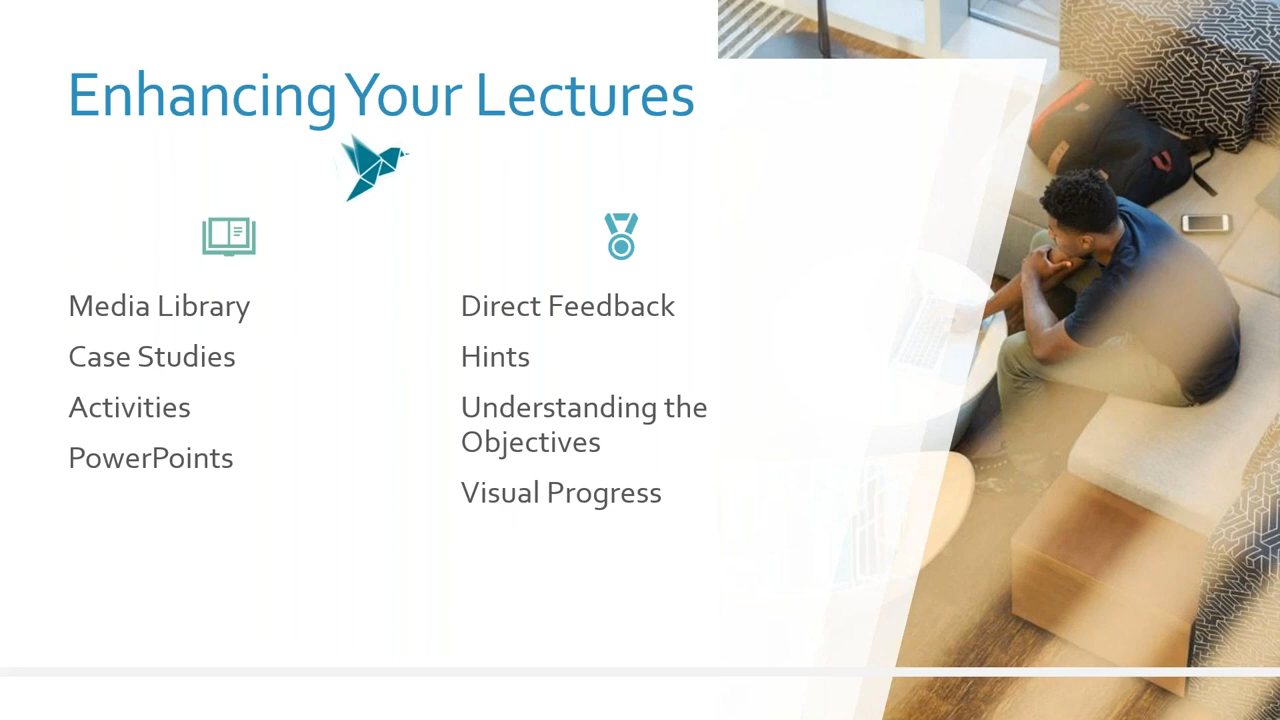 Enhancing Your Lectures
Media Library
Case Studies
Activities
PowerPoints
Direct Feedback
Hints
Understanding the
Objectives
Visual Progress